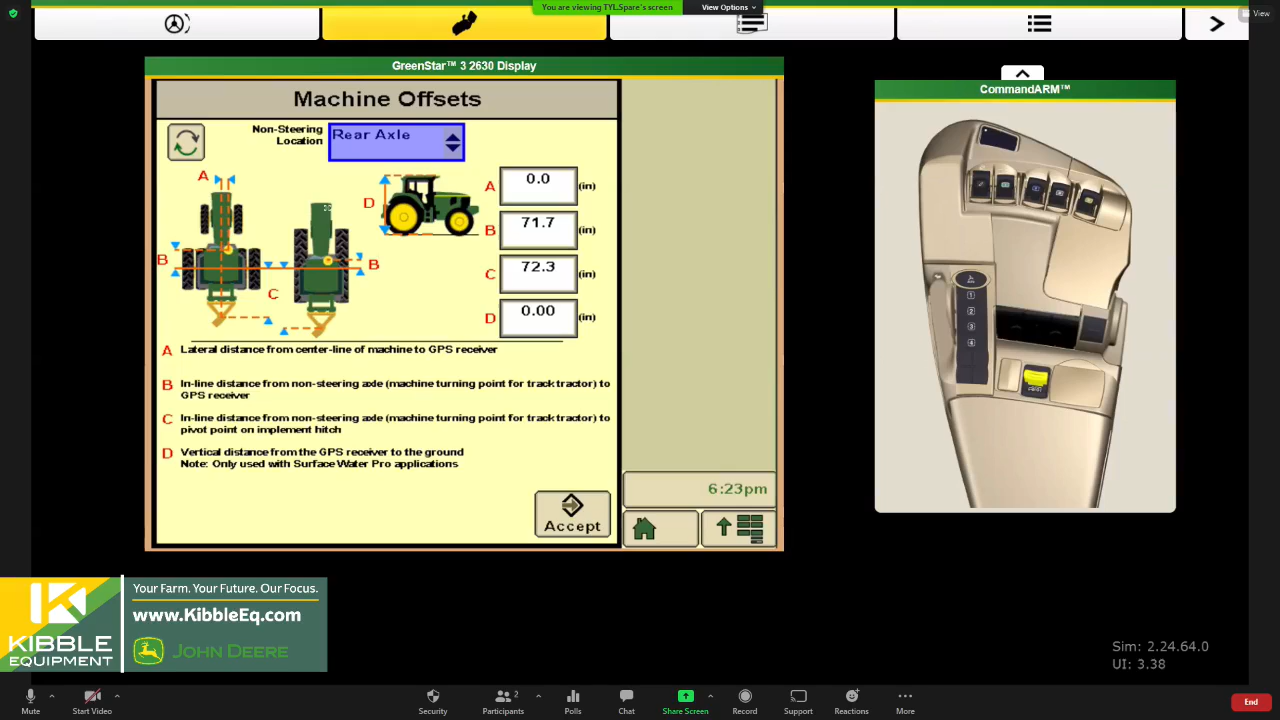 You are viewing TYL.Spare's screen
View Options
View
GreenStar™ 3 2630 Display
Machine Offsets
Non-Steering
Location
Rear Axle
A
D
B
B
C
A 0.0 (in)
B 71.7 (in)
C 72.3 (in)
D 0.00 (in)
A Lateral distance from center-line of machine to GPS receiver
B In-line distance from non-steering axle (machine turning point for track tractor) to
GPS receiver
C In-line distance from non-steering axle (machine turning point for track tractor) to
pivot point on implement hitch
D Vertical distance from the GPS receiver to the ground
Note: Only used with Surface Water Pro applications
Accept
6:23pm
CommandARM™
1
2
3
4
K
KIBBLE
EQUIPMENT
Your Farm. Your Future. Our Focus.
www.KibbleEq.com
JOHN DEERE
Sim: 2.24.64.0
UI: 3.38
Mute
Start Video
Security
Participants
2
Polls
Chat
Share Screen
Record
Support
Reactions
More
End